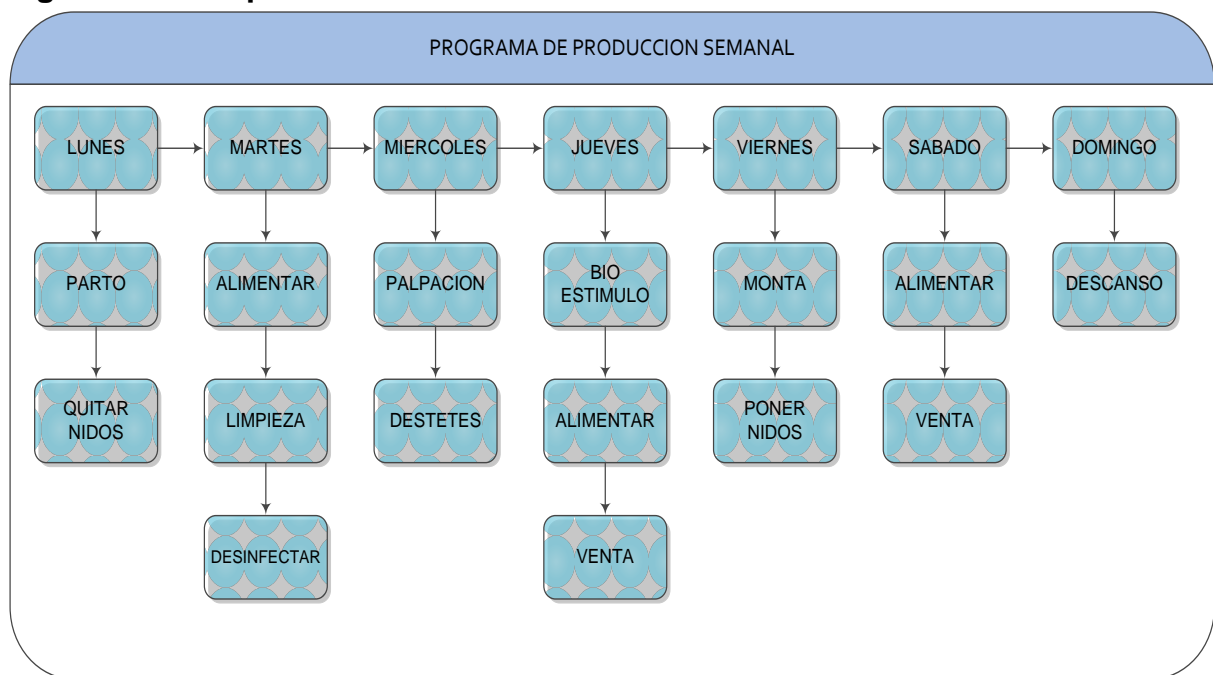 PROGRAMA DE PRODUCCION SEMANAL
LUNES
MARTES
MIERCOLES
JUEVES
VIERNES
SABADO
DOMINGO
PARTO
ALIMENTAR
PALPACION
BIO
ESTIMULO
MONTA
ALIMENTAR
DESCANSO
QUITAR
NIDOS
LIMPIEZA
DESTETES
ALIMENTAR
PONER
NIDOS
VENTA
DESINFECTAR
VENTA